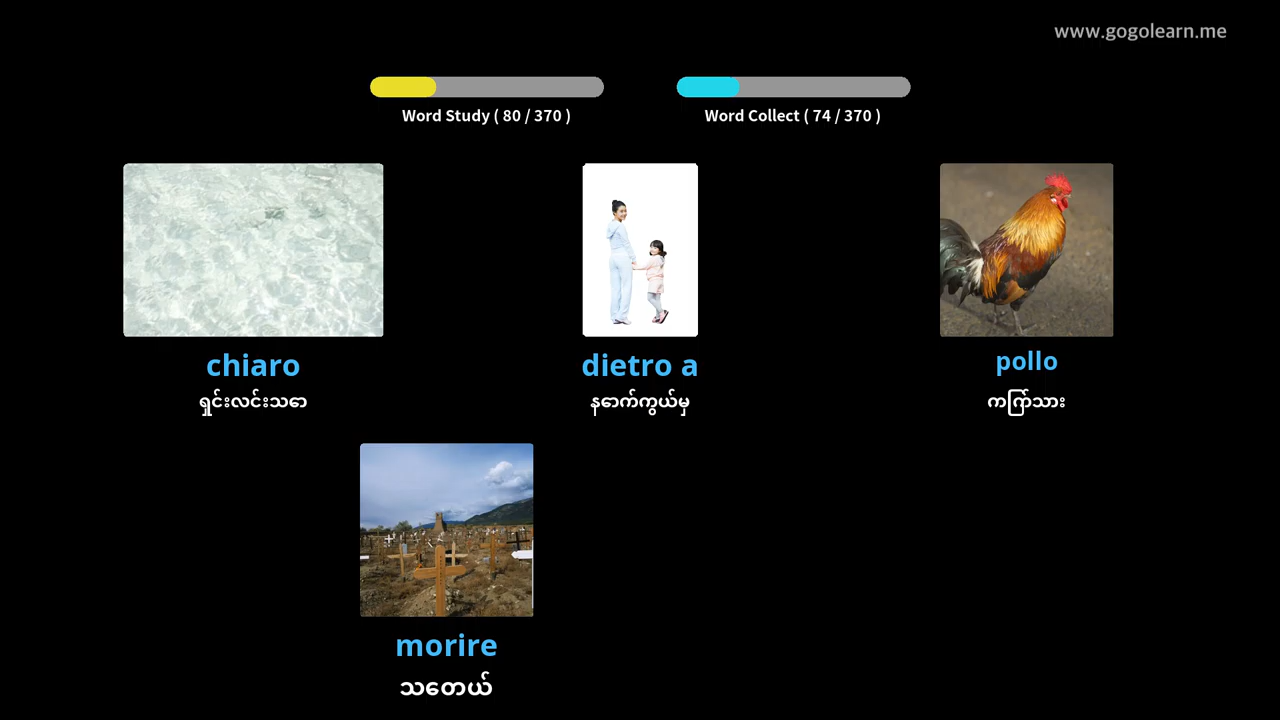 www.gogolearn.me
Word Study ( 80 / 370 )
Word Collect ( 74 / 370 )
chiaro
ရှင်းလင်းသော
dietro a
နောက်ကွယ်မှ
pollo
ကြက်သား
morire
သေတယ်